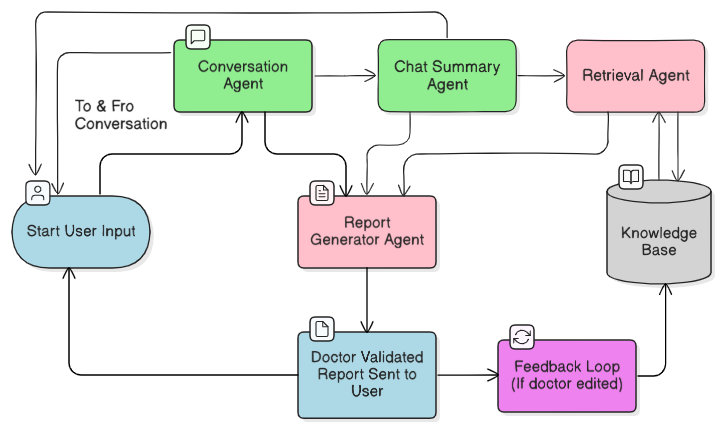 Conversation
Agent
Chat Summary
Agent
Retrieval Agent
To & Fro
Conversation
Start User Input
Report
Generator Agent
Knowledge
Base
Doctor Validated
Report Sent to
User
Feedback Loop
(If doctor edited)